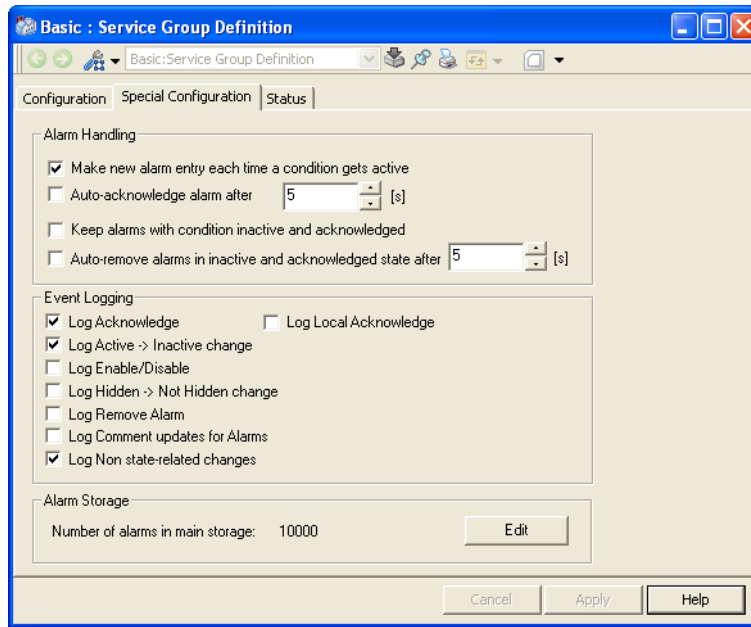 Basic : Service Group Definition
Basic:Service Group Definition
Configuration Special Configuration Status
Alarm Handling
Make new alarm entry each time a condition gets active
Auto-acknowledge alarm after 5 [s]
Keep alarms with condition inactive and acknowledged
Auto-remove alarms in inactive and acknowledged state after 5 [s]
Event Logging
Log Acknowledge Log Local Acknowledge
Log Active -> Inactive change
Log Enable/Disable
Log Hidden -> Not Hidden change
Log Remove Alarm
Log Comment updates for Alarms
Log Non state-related changes
Alarm Storage
Number of alarms in main storage: 10000 Edit
Cancel Apply Help